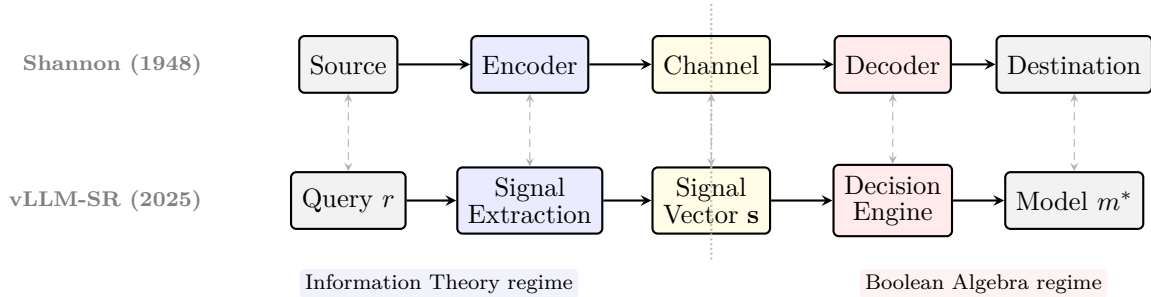 Shannon (1948)
Source
Encoder
Channel
Decoder
Destination
vLLM-SR (2025)
Query r
Signal
Extraction
Signal
Vector s
Decision
Engine
Model m*
Information Theory regime
Boolean Algebra regime